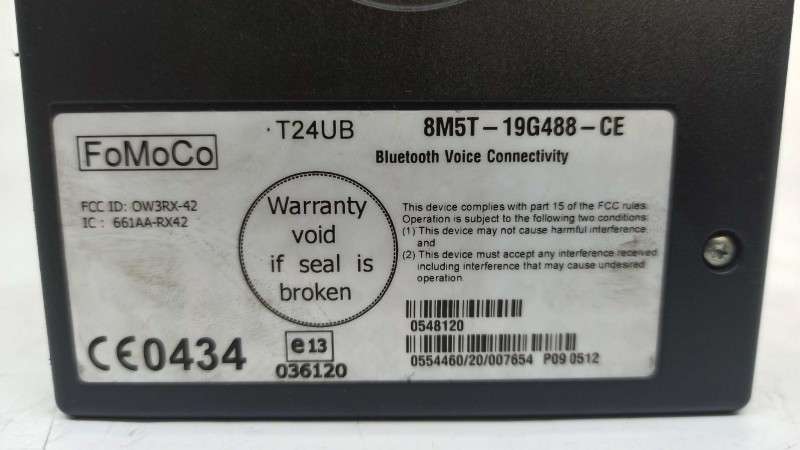 FoMoCo
T24UB
8M5T-19G488-CE
Bluetooth Voice Connectivity
FCC ID: OW3RX-42
IC : 661AA-RX42
Warranty
void
if seal is
broken
This device complies with part 15 of the FCC rules.
Operation is subject to the following two conditions:
(1) This device may not cause harmful interference,
and
(2) This device must accept any interference received
including interference that may cause undesired
operation.
0548120
0554460/20/007654 P09 0512
CE0434
e13
036120